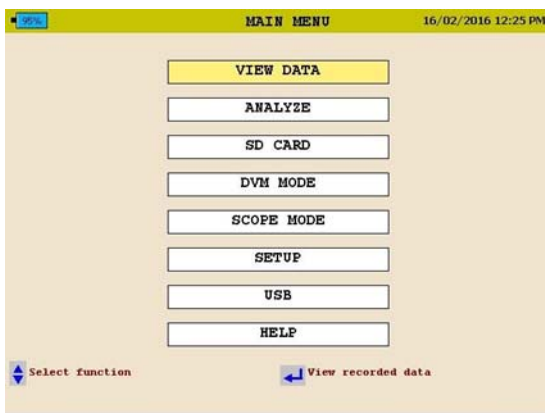 95% MAIN MENU 16/02/2016 12:25 PM
VIEW DATA
ANALYZE
SD CARD
DVM MODE
SCOPE MODE
SETUP
USB
HELP
Select function View recorded data